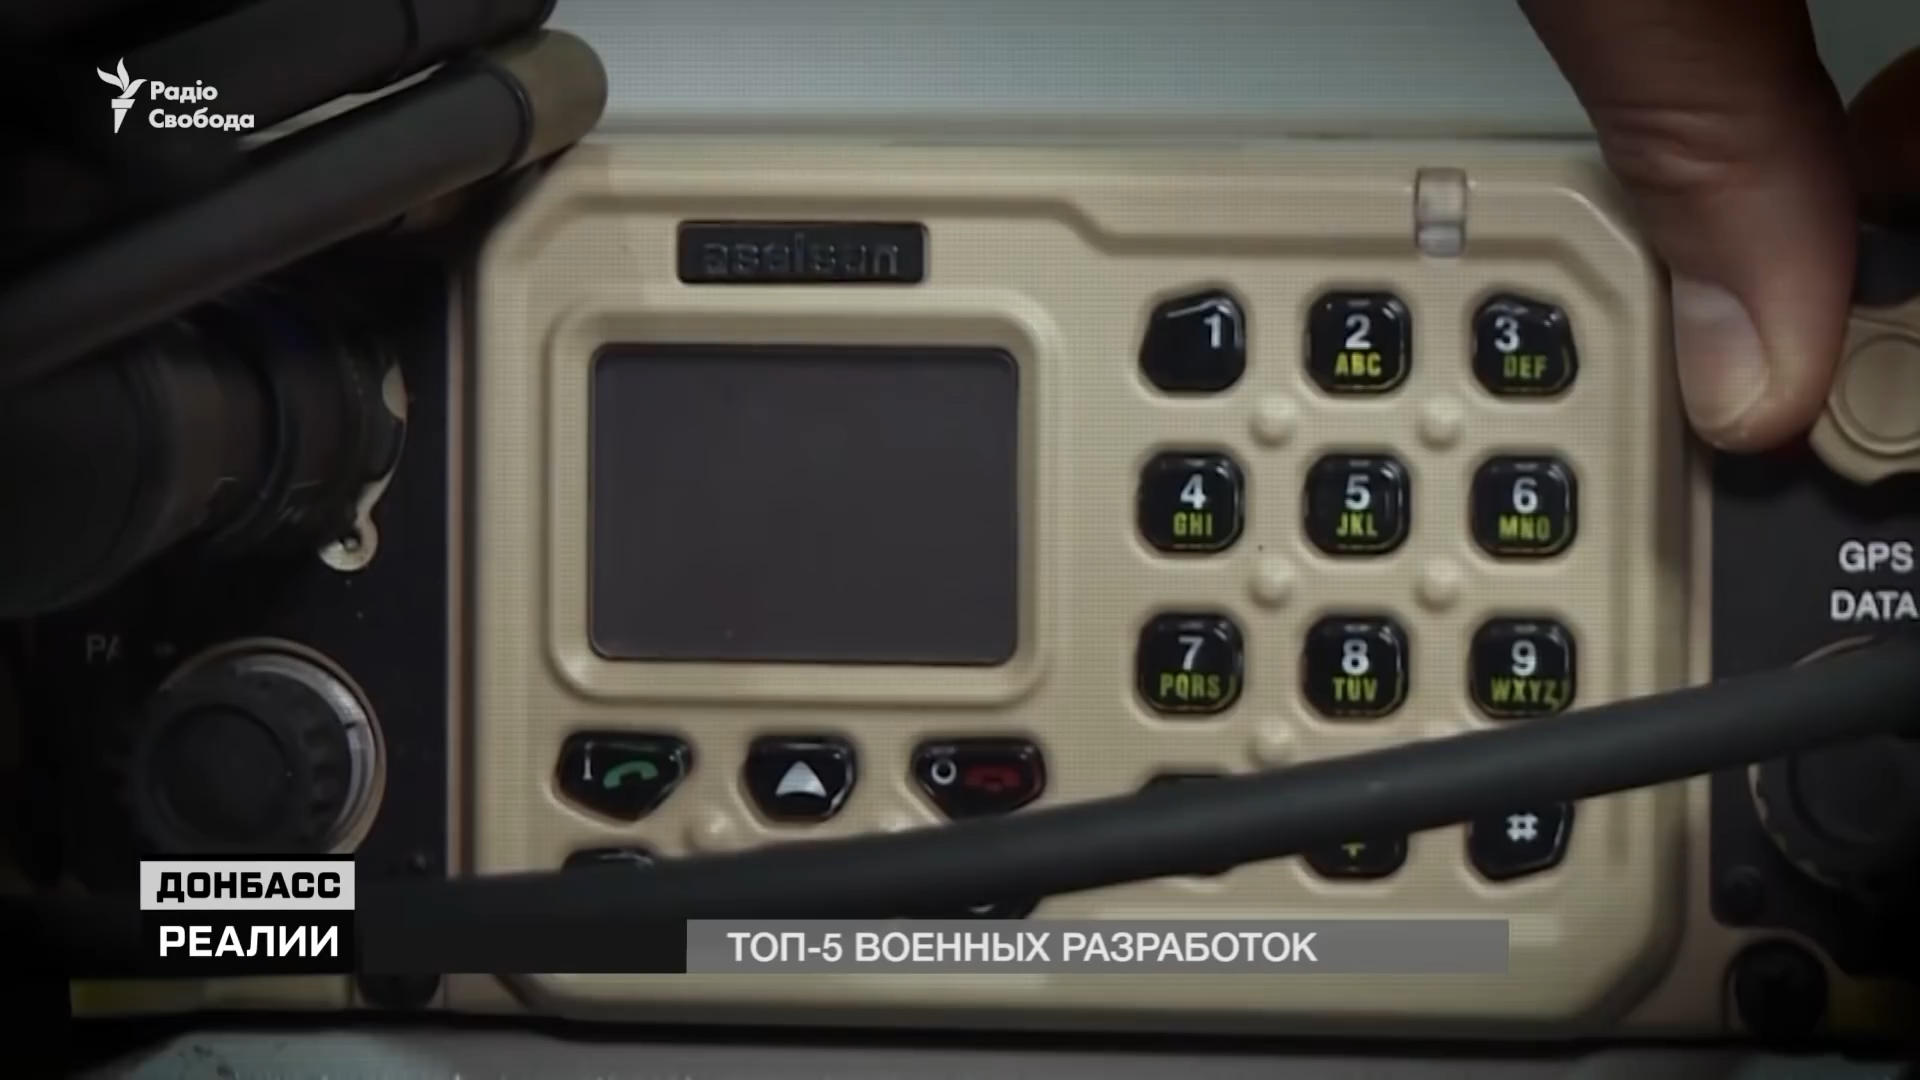 Радіо
Свобода
aselsan
1
2
ABC
3
DEF
4
GHI
5
JKL
6
MNO
GPS
DATA
7
PQRS
8
TUV
9
WXYZ
+
#
ДОНБАСС
РЕАЛИИ
ТОП-5 ВОЕННЫХ РАЗРАБОТОК